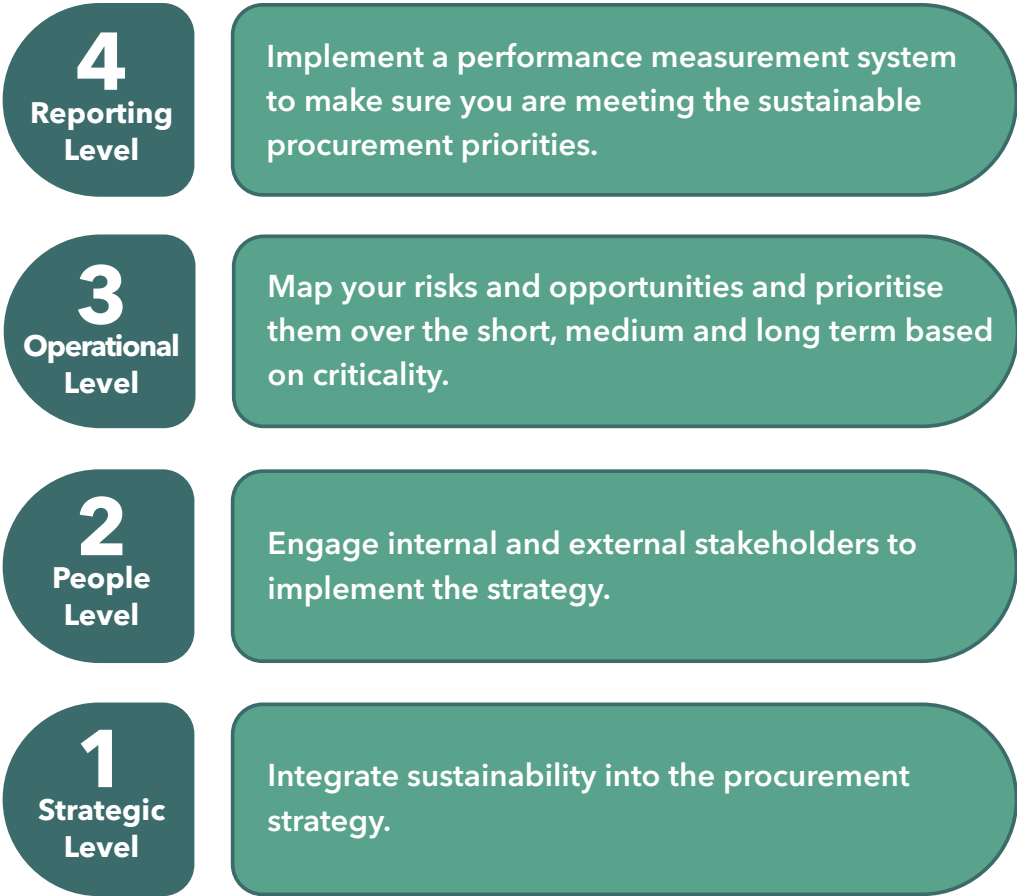 4
Reporting
Level
Implement a performance measurement system
to make sure you are meeting the sustainable
procurement priorities.
3
Operational
Level
Map your risks and opportunities and prioritise
them over the short, medium and long term based
on criticality.
2
People
Level
Engage internal and external stakeholders to
implement the strategy.
1
Strategic
Level
Integrate sustainability into the procurement
strategy.